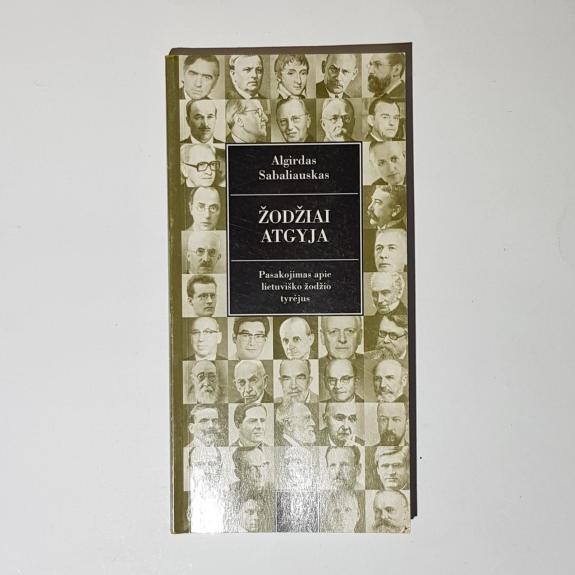 Algirdas
Sabaliauskas
ŽODŽIAI
ATGYJA
Pasakojimas apie
lietuviško žodžio
tyrėjus